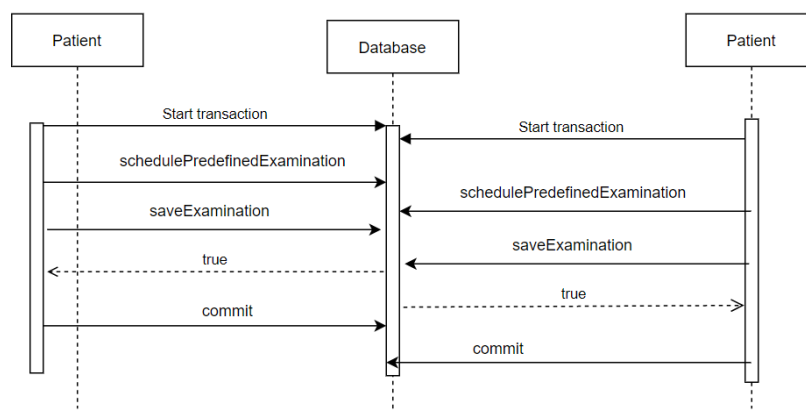 Patient
Database
Patient
Start transaction
Start transaction
schedulePredefinedExamination
schedulePredefinedExamination
saveExamination
saveExamination
true
true
commit
commit